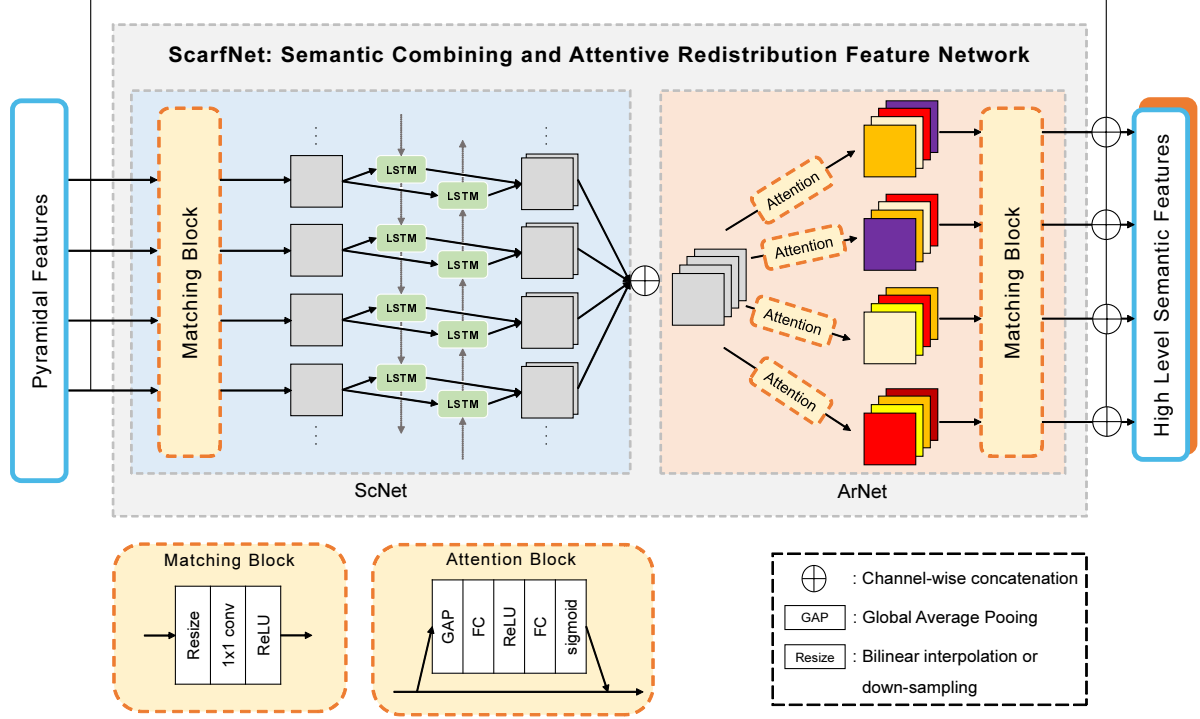 ScarfNet: Semantic Combining and Attentive Redistribution Feature Network
Pyramidal Features
Matching Block
LSTM
LSTM
LSTM
LSTM
LSTM
LSTM
LSTM
LSTM
ScNet
Attention
Attention
Attention
Attention
Matching Block
ArNet
High Level Semantic Features
Matching Block
Resize
1x1 conv
ReLU
Attention Block
GAP
FC
ReLU
FC
sigmoid
: Channel-wise concatenation
GAP : Global Average Pooing
Resize : Bilinear interpolation or
down-sampling